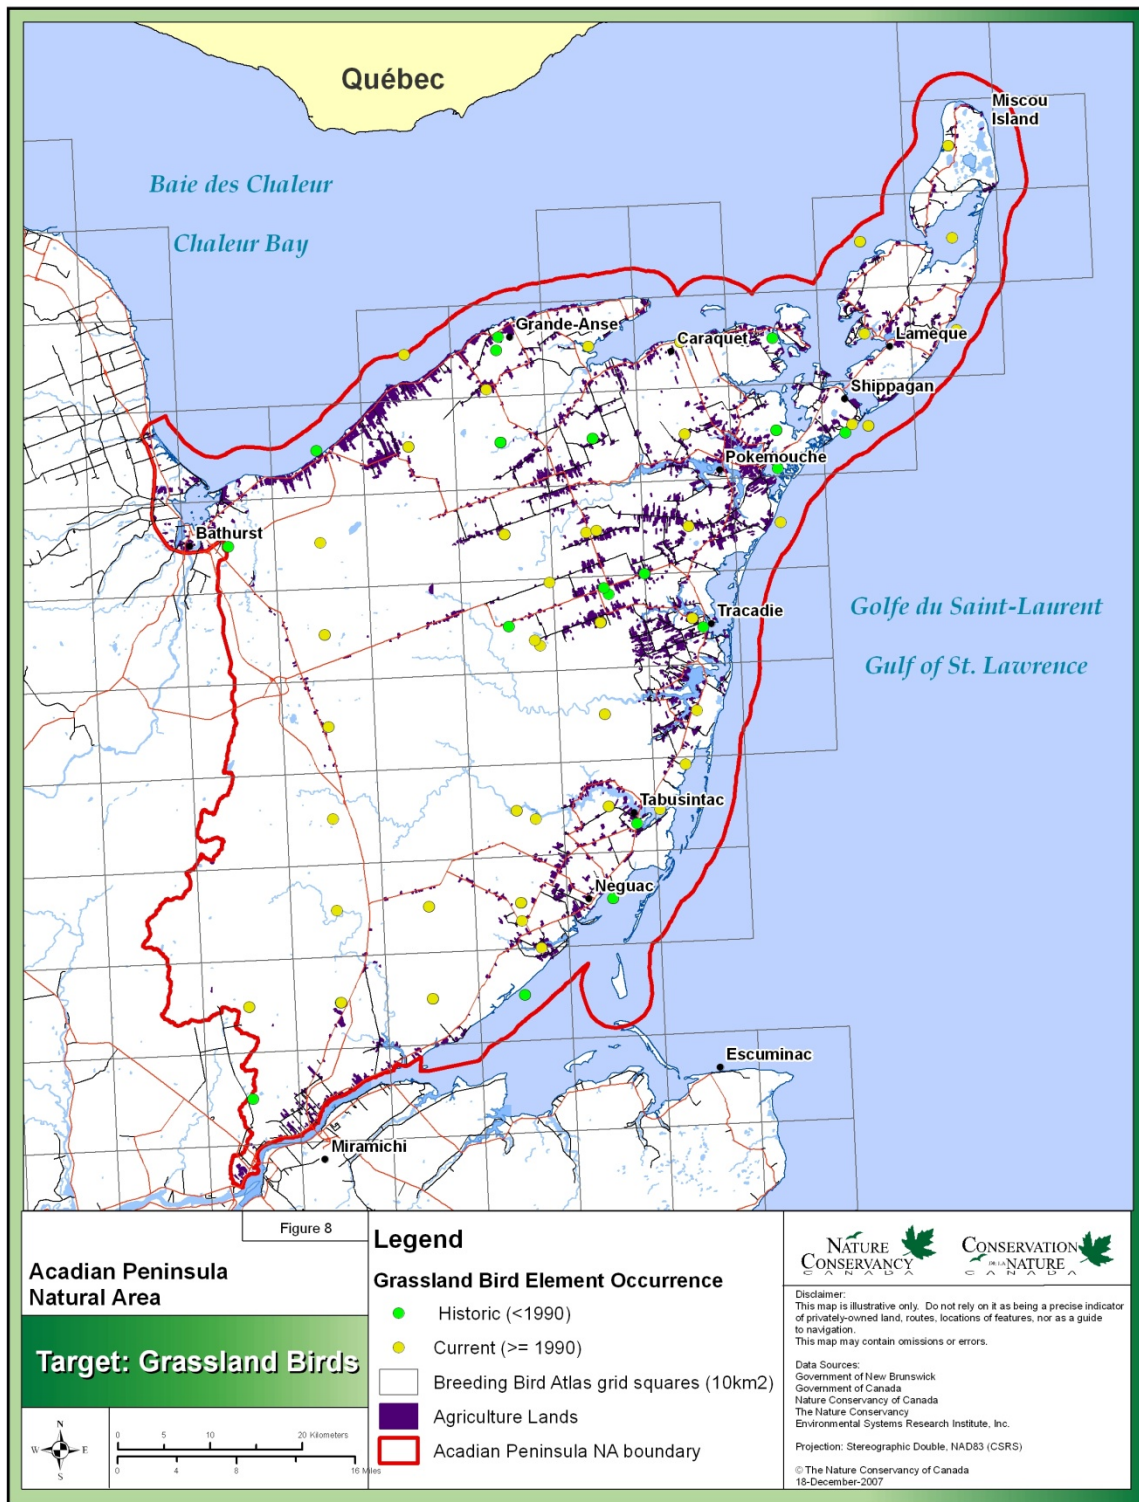 Québec
Miscou
Island
Baie des Chaleur
Chaleur Bay
Grande-Anse
Caraquet
Lamèque
Shippagan
Pokemouche
Bathurst
Golfe du Saint-Laurent
Tracadie
Gulf of St. Lawrence
Tabusintac
Neguac
Escuminac
Miramichi
Figure 8
Acadian Peninsula
Natural Area
Target: Grassland Birds
N
W E
S
0 5 10 20 Kilometers
0 4 8 16 Miles
Legend
Grassland Bird Element Occurrence
Historic (<1990)
Current (>= 1990)
Breeding Bird Atlas grid squares (10km2)
Agriculture Lands
Acadian Peninsula NA boundary
NATURE
CONSERVANCY
CANADA
CONSERVATION
DE LA NATURE
CANADA
Disclaimer:
This map is illustrative only. Do not rely on it as being a precise indicator
of privately-owned land, routes, locations of features, nor as a guide
to navigation.
This map may contain omissions or errors.
Data Sources:
Government of New Brunswick
Government of Canada
Nature Conservancy of Canada
The Nature Conservancy
Environmental Systems Research Institute, Inc.
Projection: Stereographic Double, NAD83 (CSRS)
© The Nature Conservancy of Canada
18-December-2007